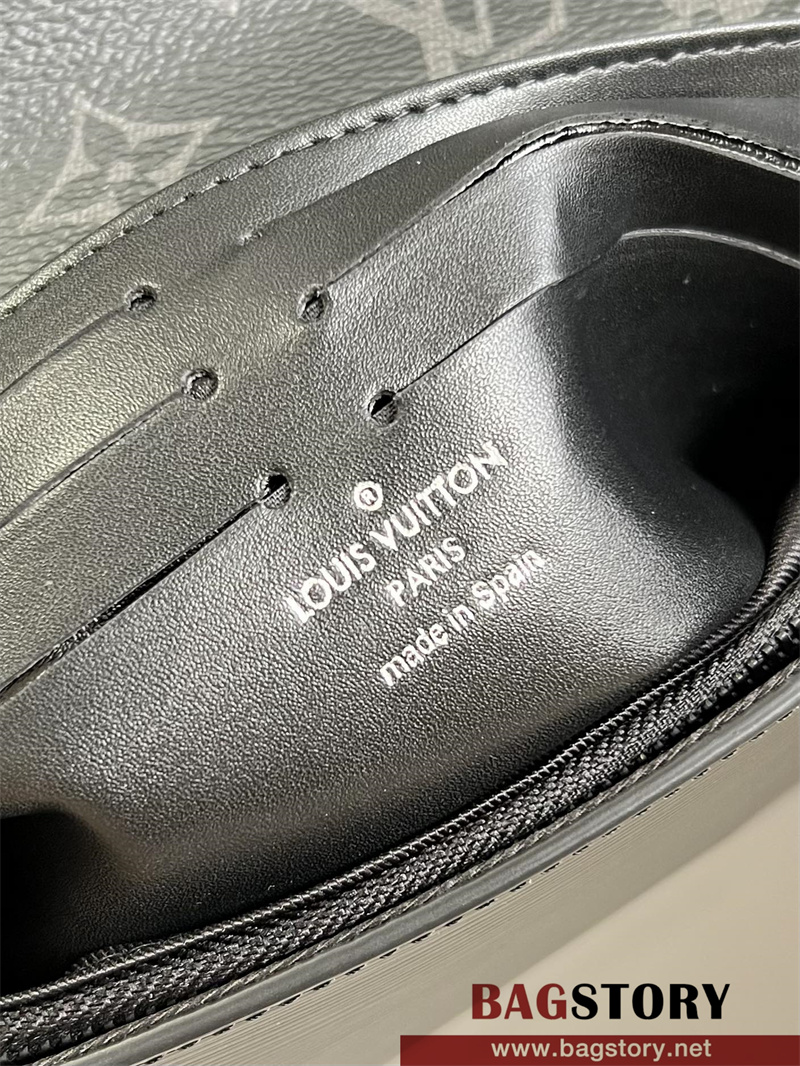 ®
LOUIS VUITTON
PARIS
made in Spain
BAGSTORY
www.bagstory.net